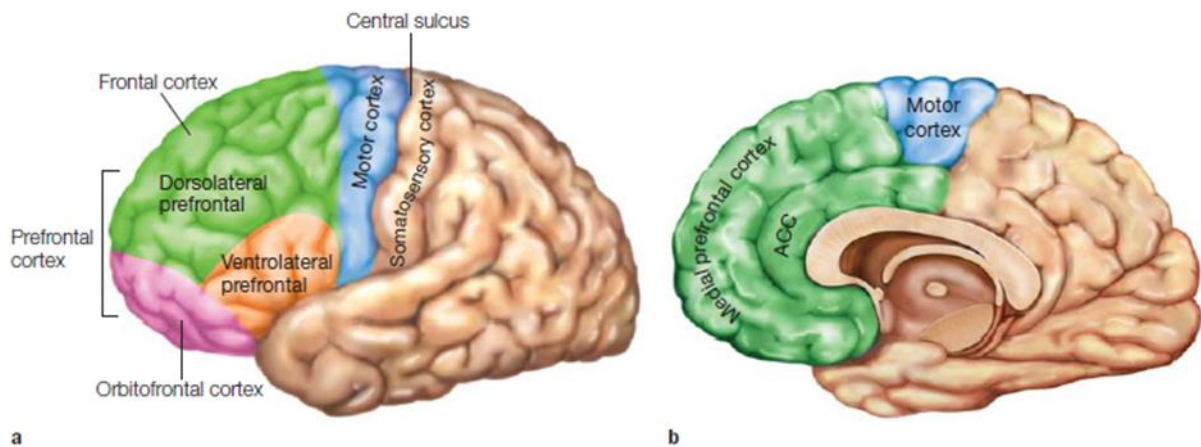 Central sulcus
Frontal cortex
Motor cortex
Somatosensory cortex
Dorsolateral
prefrontal
Prefrontal
cortex
Ventrolateral
prefrontal
Orbitofrontal cortex
a
Motor
cortex
Medial prefrontal cortex
ACC
b